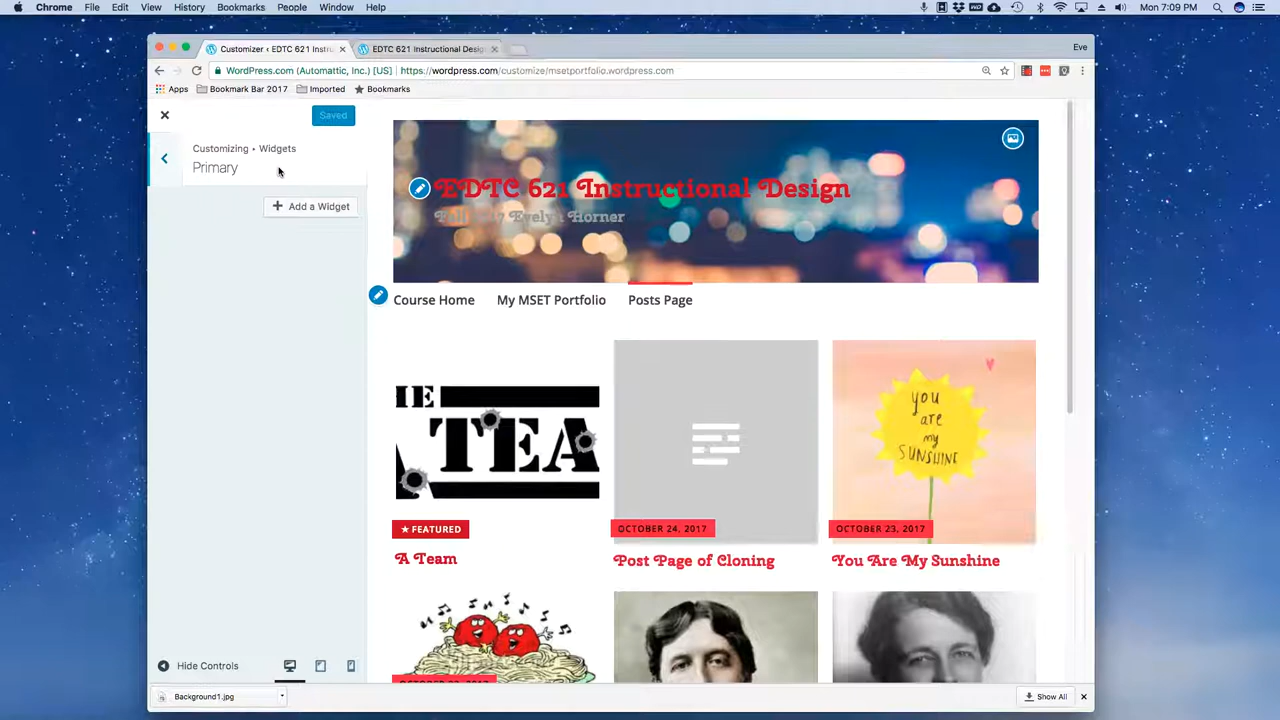 Chrome File Edit View History Bookmarks People Window Help Mon 7:09 PM
Customizer ‹ EDTC 621 Instru EDTC 621 Instructional Desig Eve
WordPress.com (Automattic, Inc.) [US] https://wordpress.com/customize/msetportfolio.wordpress.com
Apps Bookmark Bar 2017 Imported Bookmarks
Saved
Customizing • Widgets
Primary
Add a Widget
EDTC 621 Instructional Design
Fall 2017 Evelyn Horner
Course Home My MSET Portfolio Posts Page
TEA
you
are
my
SUNSHINE
★ FEATURED OCTOBER 24, 2017 OCTOBER 23, 2017
A Team Post Page of Cloning You Are My Sunshine
Hide Controls
Background1.jpg Show All